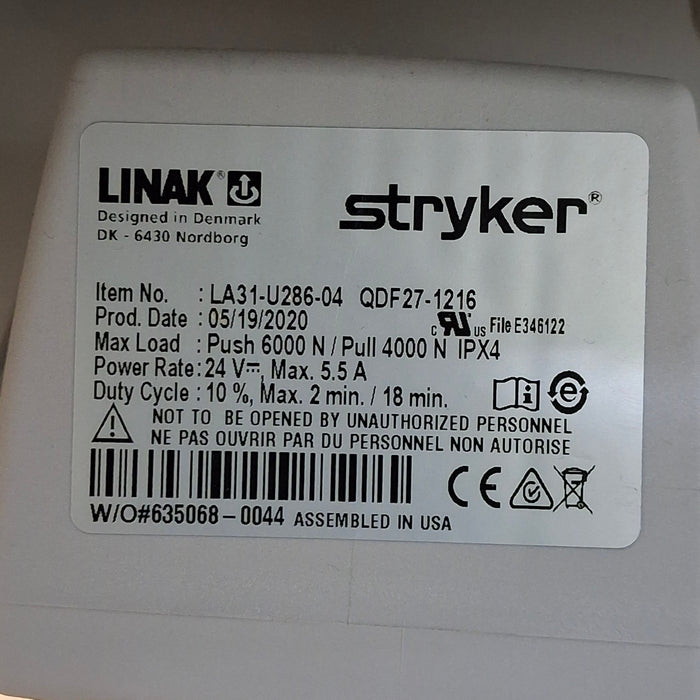 LINAK®
Designed in Denmark
DK - 6430 Nordborg
stryker®
Item No. : LA31-U286-04 QDF27-1216
Prod. Date : 05/19/2020
c RU us File E346122
Max Load : Push 6000 N / Pull 4000 N IPX4
Power Rate : 24 V⎓, Max. 5.5 A
Duty Cycle : 10 %, Max. 2 min. / 18 min.
NOT TO BE OPENED BY UNAUTHORIZED PERSONNEL
NE PAS OUVRIR PAR DU PERSONNEL NON AUTORISE
CE
W/O#635068-0044 ASSEMBLED IN USA